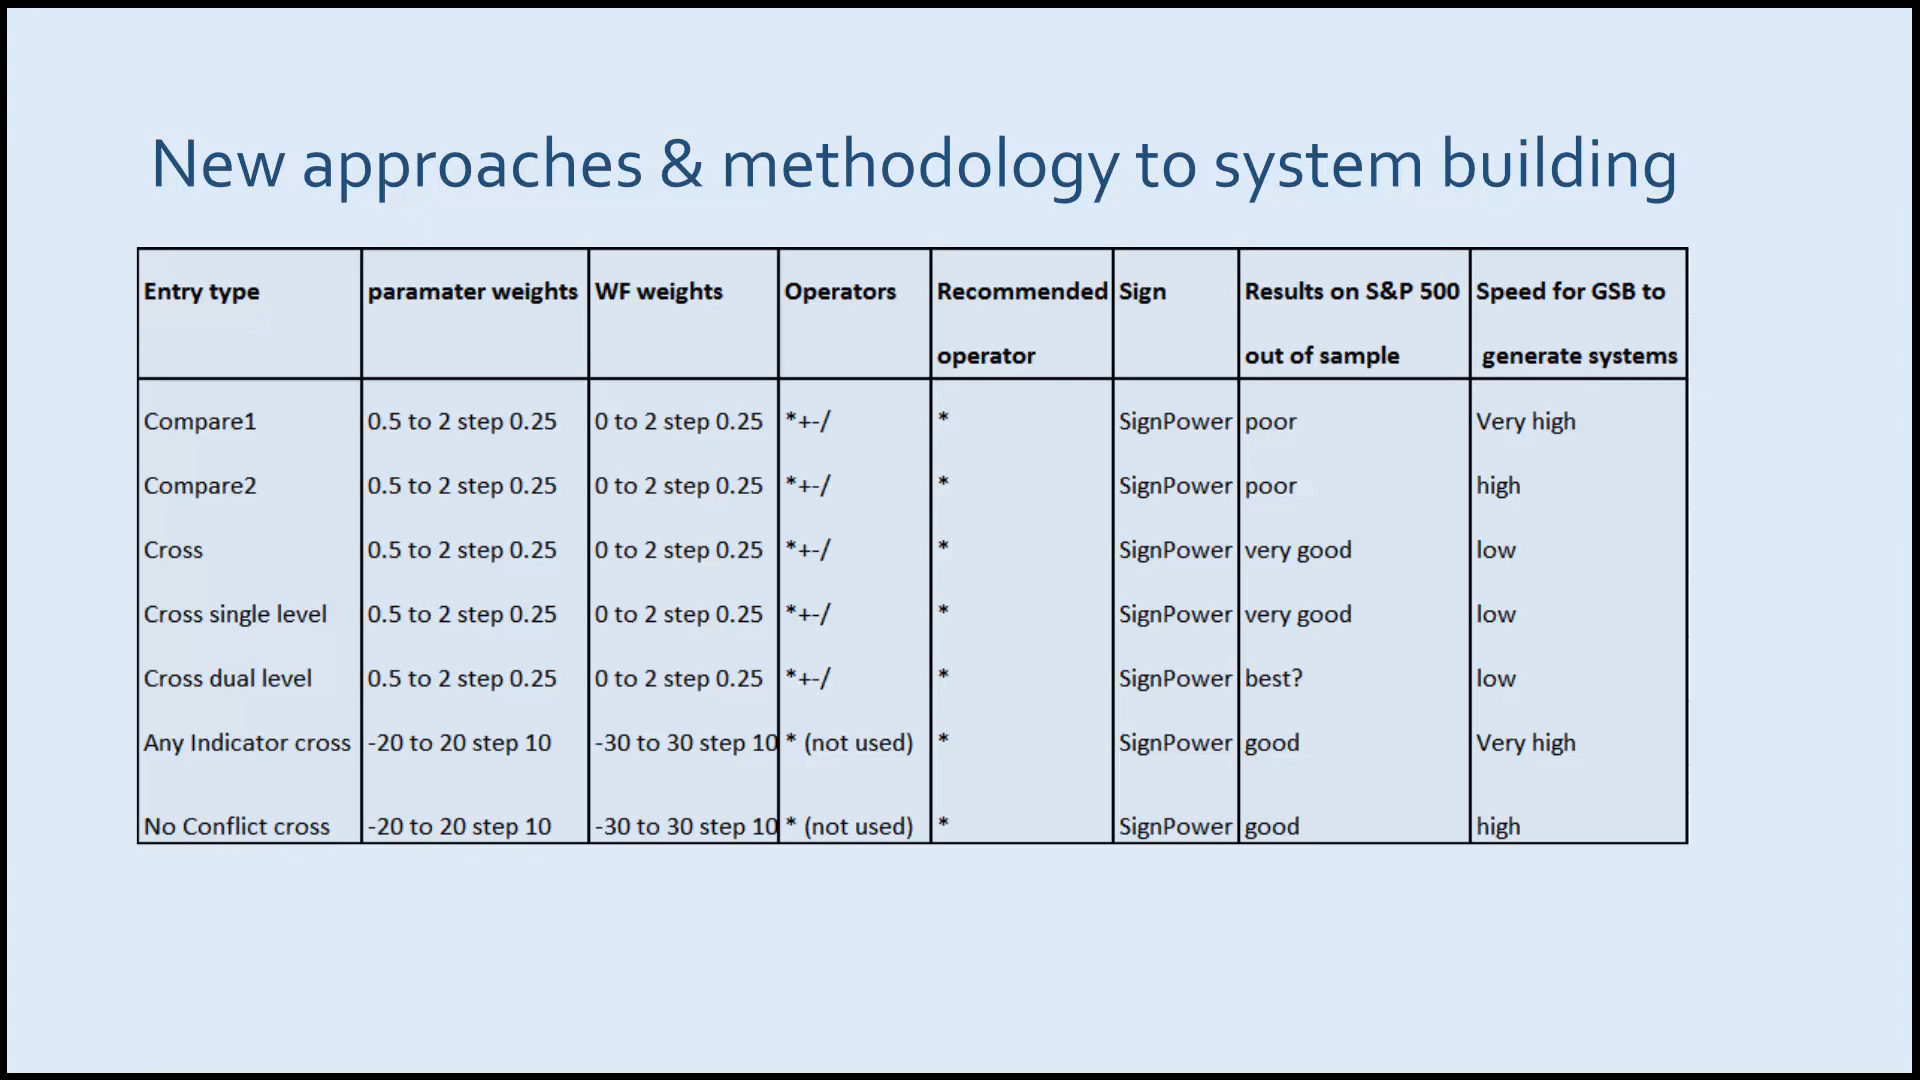 New approaches & methodology to system building
Entry type paramater weights WF weights Operators Recommended operator Sign Results on S&P 500 out of sample Speed for GSB to generate systems
Compare1 0.5 to 2 step 0.25 0 to 2 step 0.25 *+-/ * SignPower poor Very high
Compare2 0.5 to 2 step 0.25 0 to 2 step 0.25 *+-/ * SignPower poor high
Cross 0.5 to 2 step 0.25 0 to 2 step 0.25 *+-/ * SignPower very good low
Cross single level 0.5 to 2 step 0.25 0 to 2 step 0.25 *+-/ * SignPower very good low
Cross dual level 0.5 to 2 step 0.25 0 to 2 step 0.25 *+-/ * SignPower best? low
Any Indicator cross -20 to 20 step 10 -30 to 30 step 10 * (not used) * SignPower good Very high
No Conflict cross -20 to 20 step 10 -30 to 30 step 10 * (not used) * SignPower good high